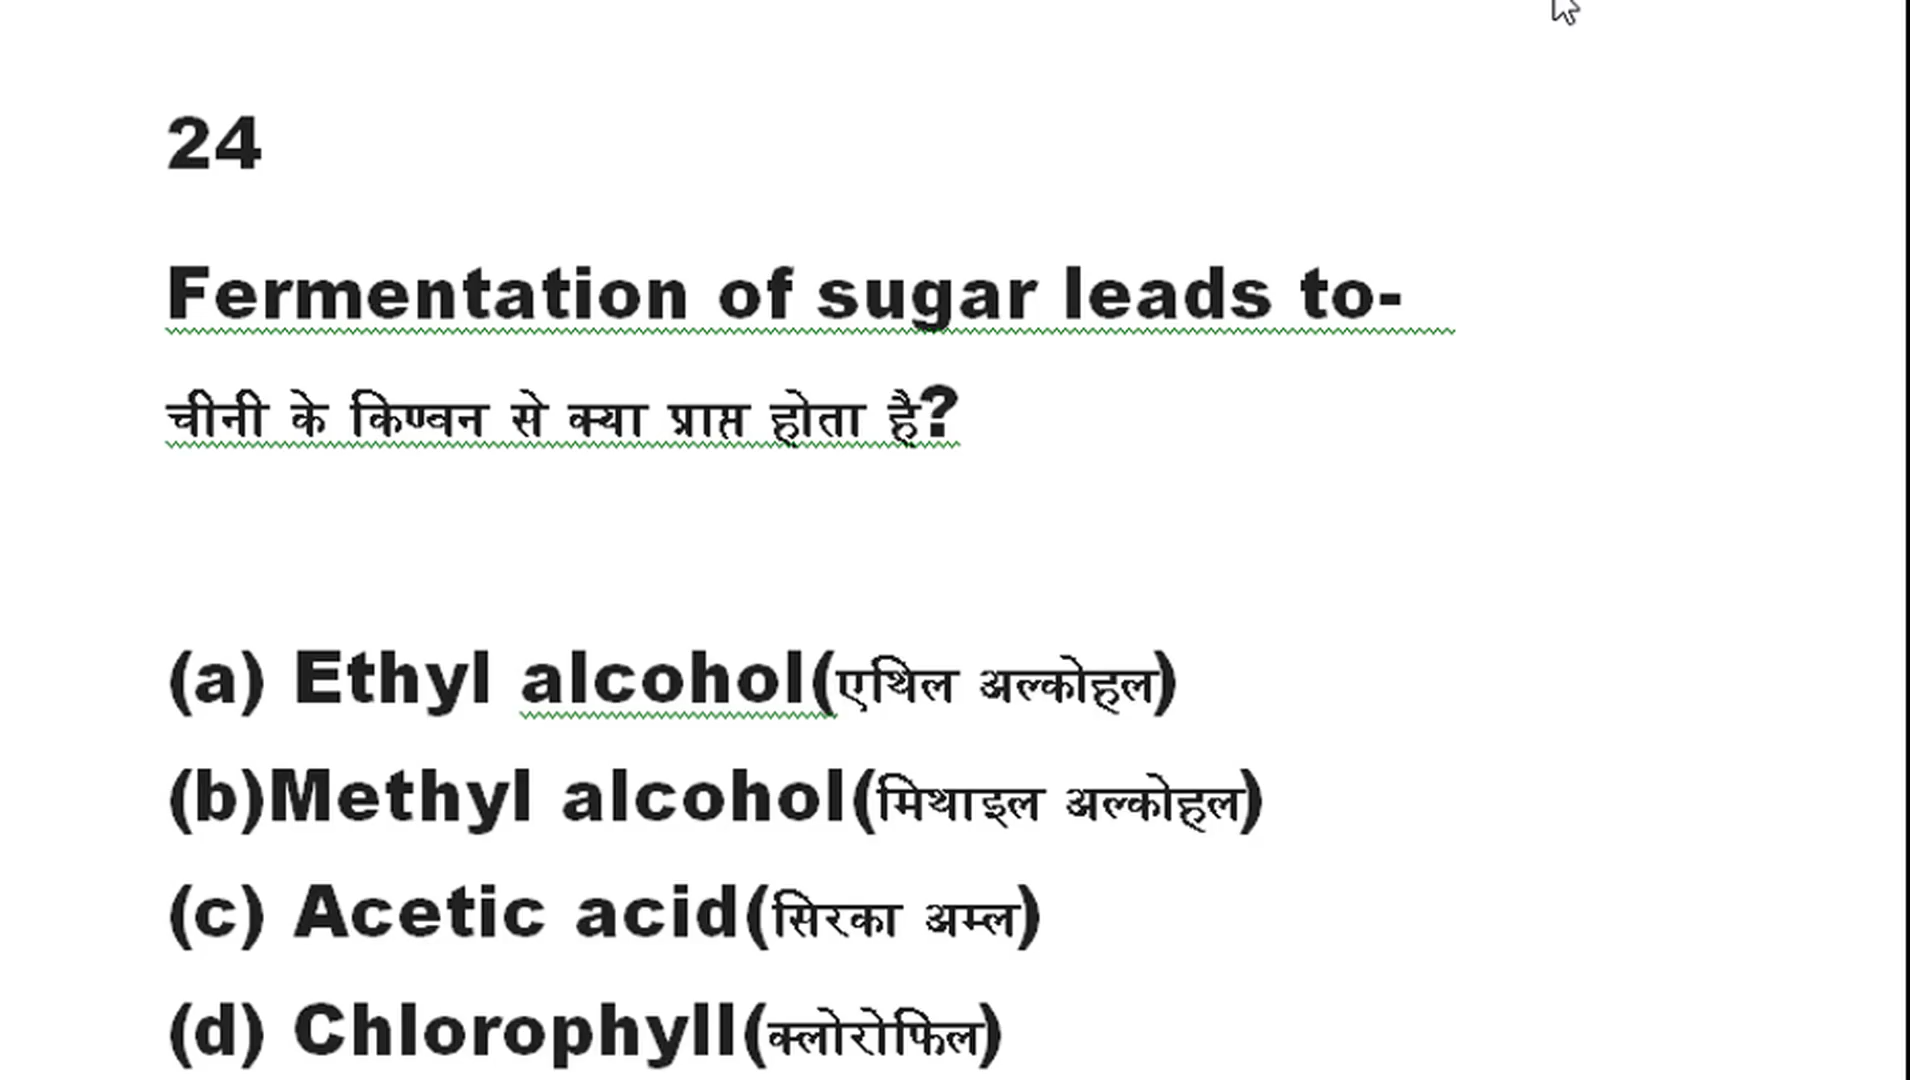 24
Fermentation of sugar leads to-
चीनी के किण्वन से क्या प्राप्त होता है?
(a) Ethyl alcohol(एथिल अल्कोहल)
(b)Methyl alcohol(मिथाइल अल्कोहल)
(c) Acetic acid(सिरका अम्ल)
(d) Chlorophyll(क्लोरोफिल)